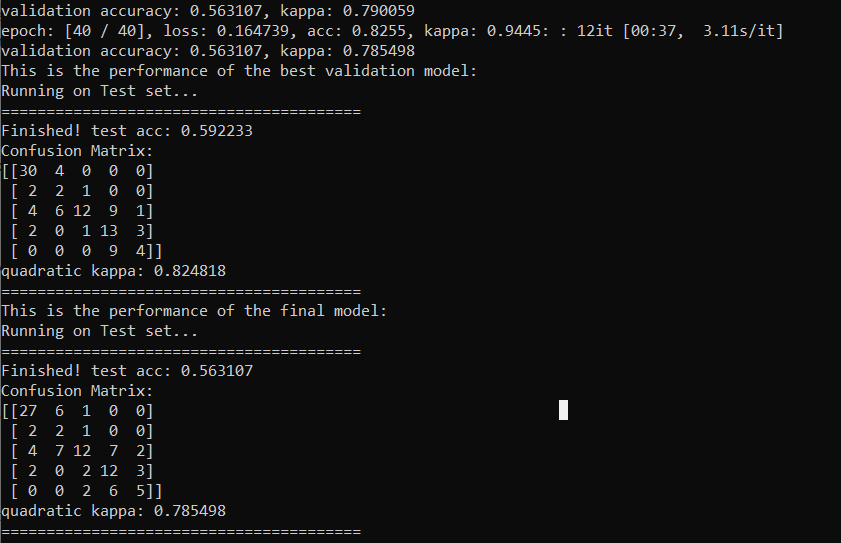 validation accuracy: 0.563107, kappa: 0.790059
epoch: [40 / 40], loss: 0.164739, acc: 0.8255, kappa: 0.9445: : 12it [00:37,  3.11s/it]
validation accuracy: 0.563107, kappa: 0.785498
This is the performance of the best validation model:
Running on Test set...
========================================
Finished! test acc: 0.592233
Confusion Matrix:
[[30  4  0  0  0]
 [ 2  2  1  0  0]
 [ 4  6 12  9  1]
 [ 2  0  1 13  3]
 [ 0  0  0  9  4]]
quadratic kappa: 0.824818
========================================
This is the performance of the final model:
Running on Test set...
========================================
Finished! test acc: 0.563107
Confusion Matrix:
[[27  6  1  0  0]
 [ 2  2  1  0  0]
 [ 4  7 12  7  2]
 [ 2  0  2 12  3]
 [ 0  0  2  6  5]]
quadratic kappa: 0.785498
========================================